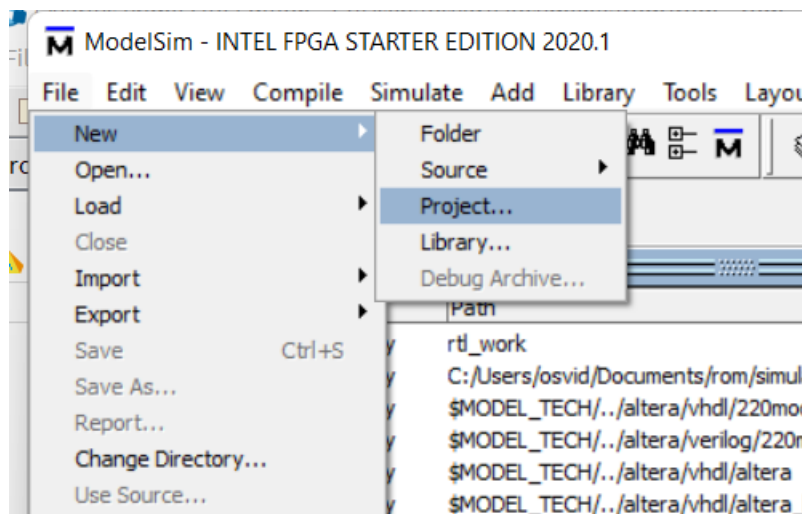 ModelSim - INTEL FPGA STARTER EDITION 2020.1
File Edit View Compile Simulate Add Library Tools Layou
New
Folder
Open...
Source
Load
Project...
Close
Library...
Import
Debug Archive...
Export
Path
Save Ctrl+S
rtl_work
Save As...
C:/Users/osvid/Documents/rom/simul
Report...
$MODEL_TECH/../altera/vhdl/220mo
Change Directory...
$MODEL_TECH/../altera/verilog/220
Use Source...
$MODEL_TECH/../altera/vhdl/altera
$MODEL_TECH/../altera/vhdl/altera_